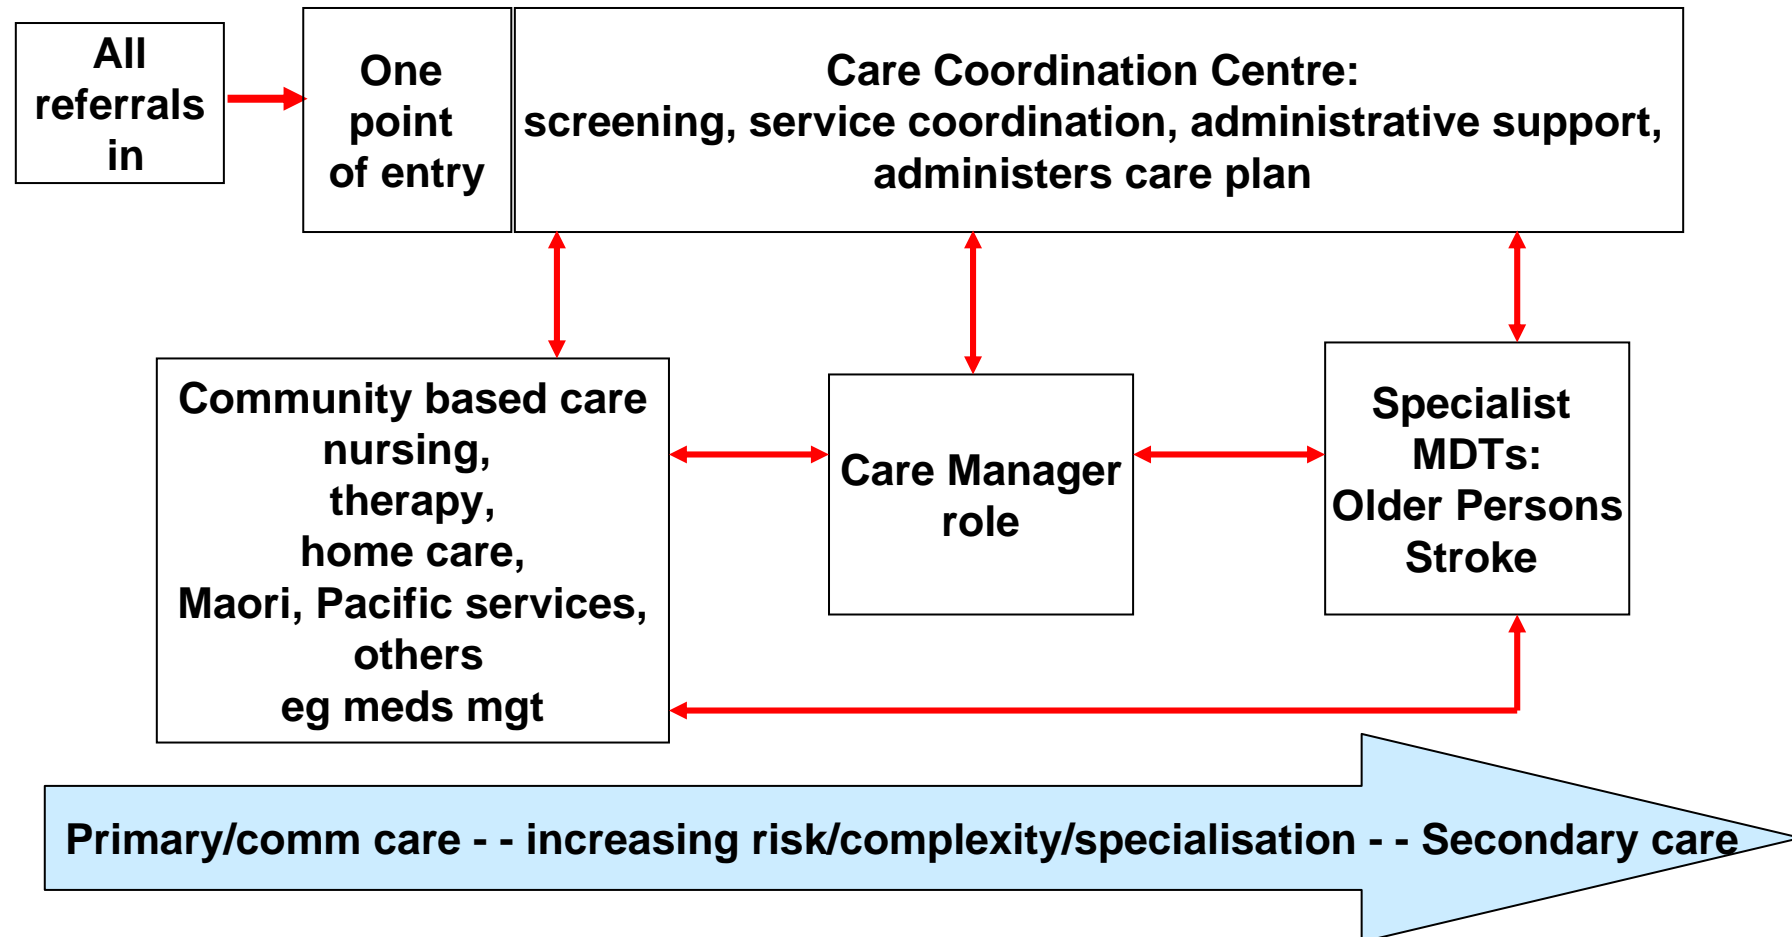 All
referrals
in
One
point
of entry
Care Coordination Centre:
screening, service coordination, administrative support,
administers care plan
Community based care
nursing,
therapy,
home care,
Maori, Pacific services,
others
eg meds mgt
Care Manager
role
Specialist
MDTs:
Older Persons
Stroke
Primary/comm care - - increasing risk/complexity/specialisation - - Secondary care